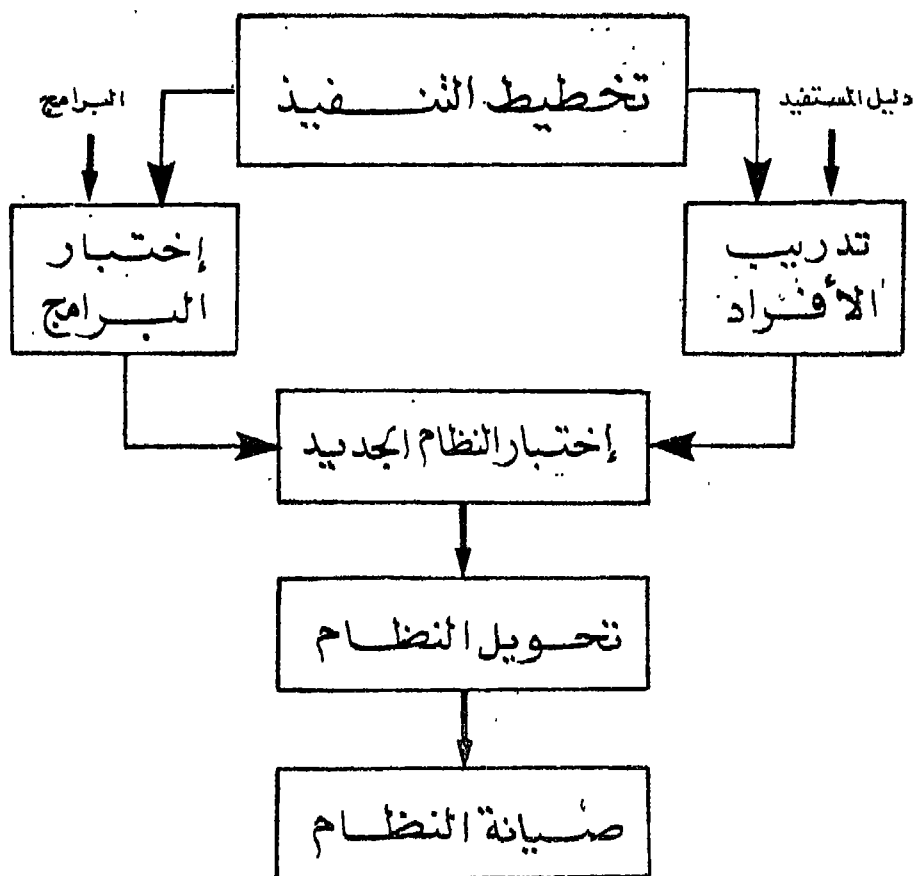 تخطيط التنفيذ
دليل المستفيد
البرامج
تدريب
الأفراد
إختبار
البرامج
إختبار النظام الجديد
تحويل النظام
صيانة النظام